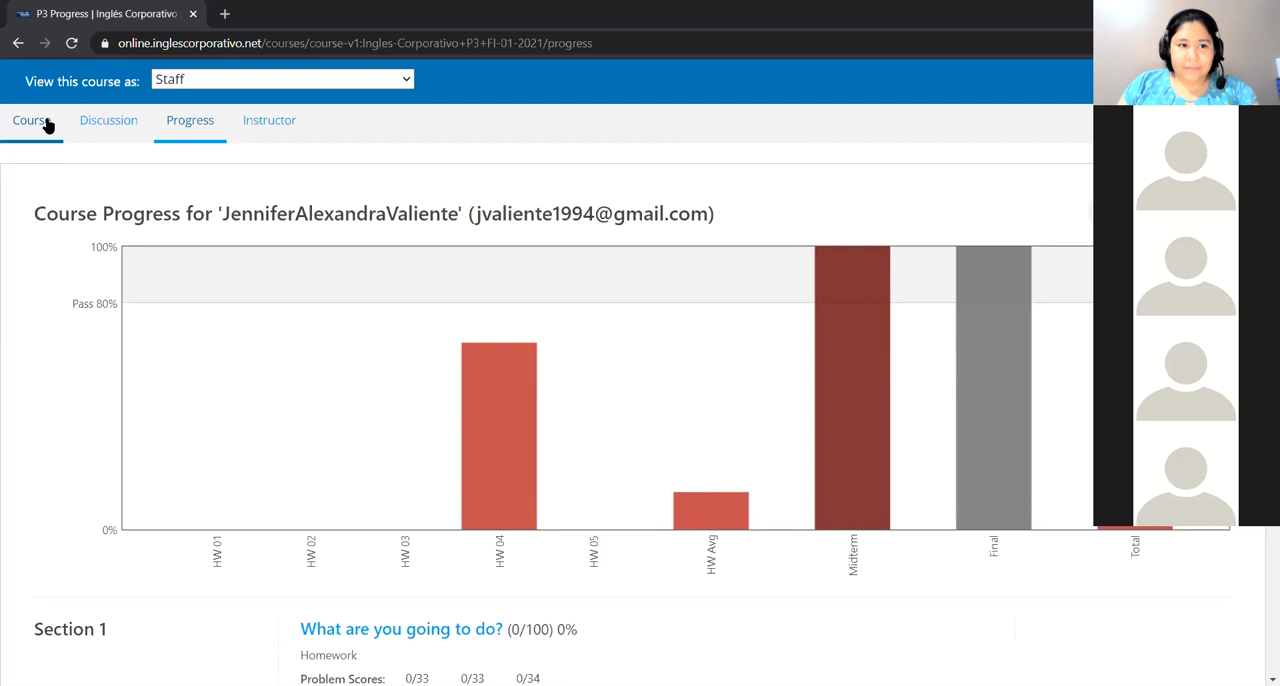 P3 Progress | Inglés Corporativo
online.inglescorporativo.net/courses/course-v1:Ingles-Corporativo+P3+FI-01-2021/progress
View this course as: Staff
Course Discussion Progress Instructor
Course Progress for 'JenniferAlexandraValiente' (jvaliente1994@gmail.com)
100%
Pass 80%
0%
HW 01
HW 02
HW 03
HW 04
HW 05
HW Avg
Midterm
Final
Total
Section 1
What are you going to do? (0/100) 0%
Homework
Problem Scores: 0/33 0/33 0/34